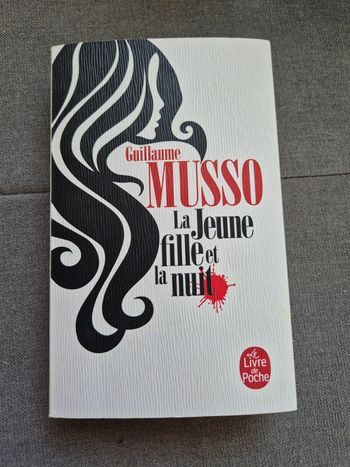 Guillaume
MUSSO
La Jeune
fille et
la nuit
Le
Livre
de
Poche